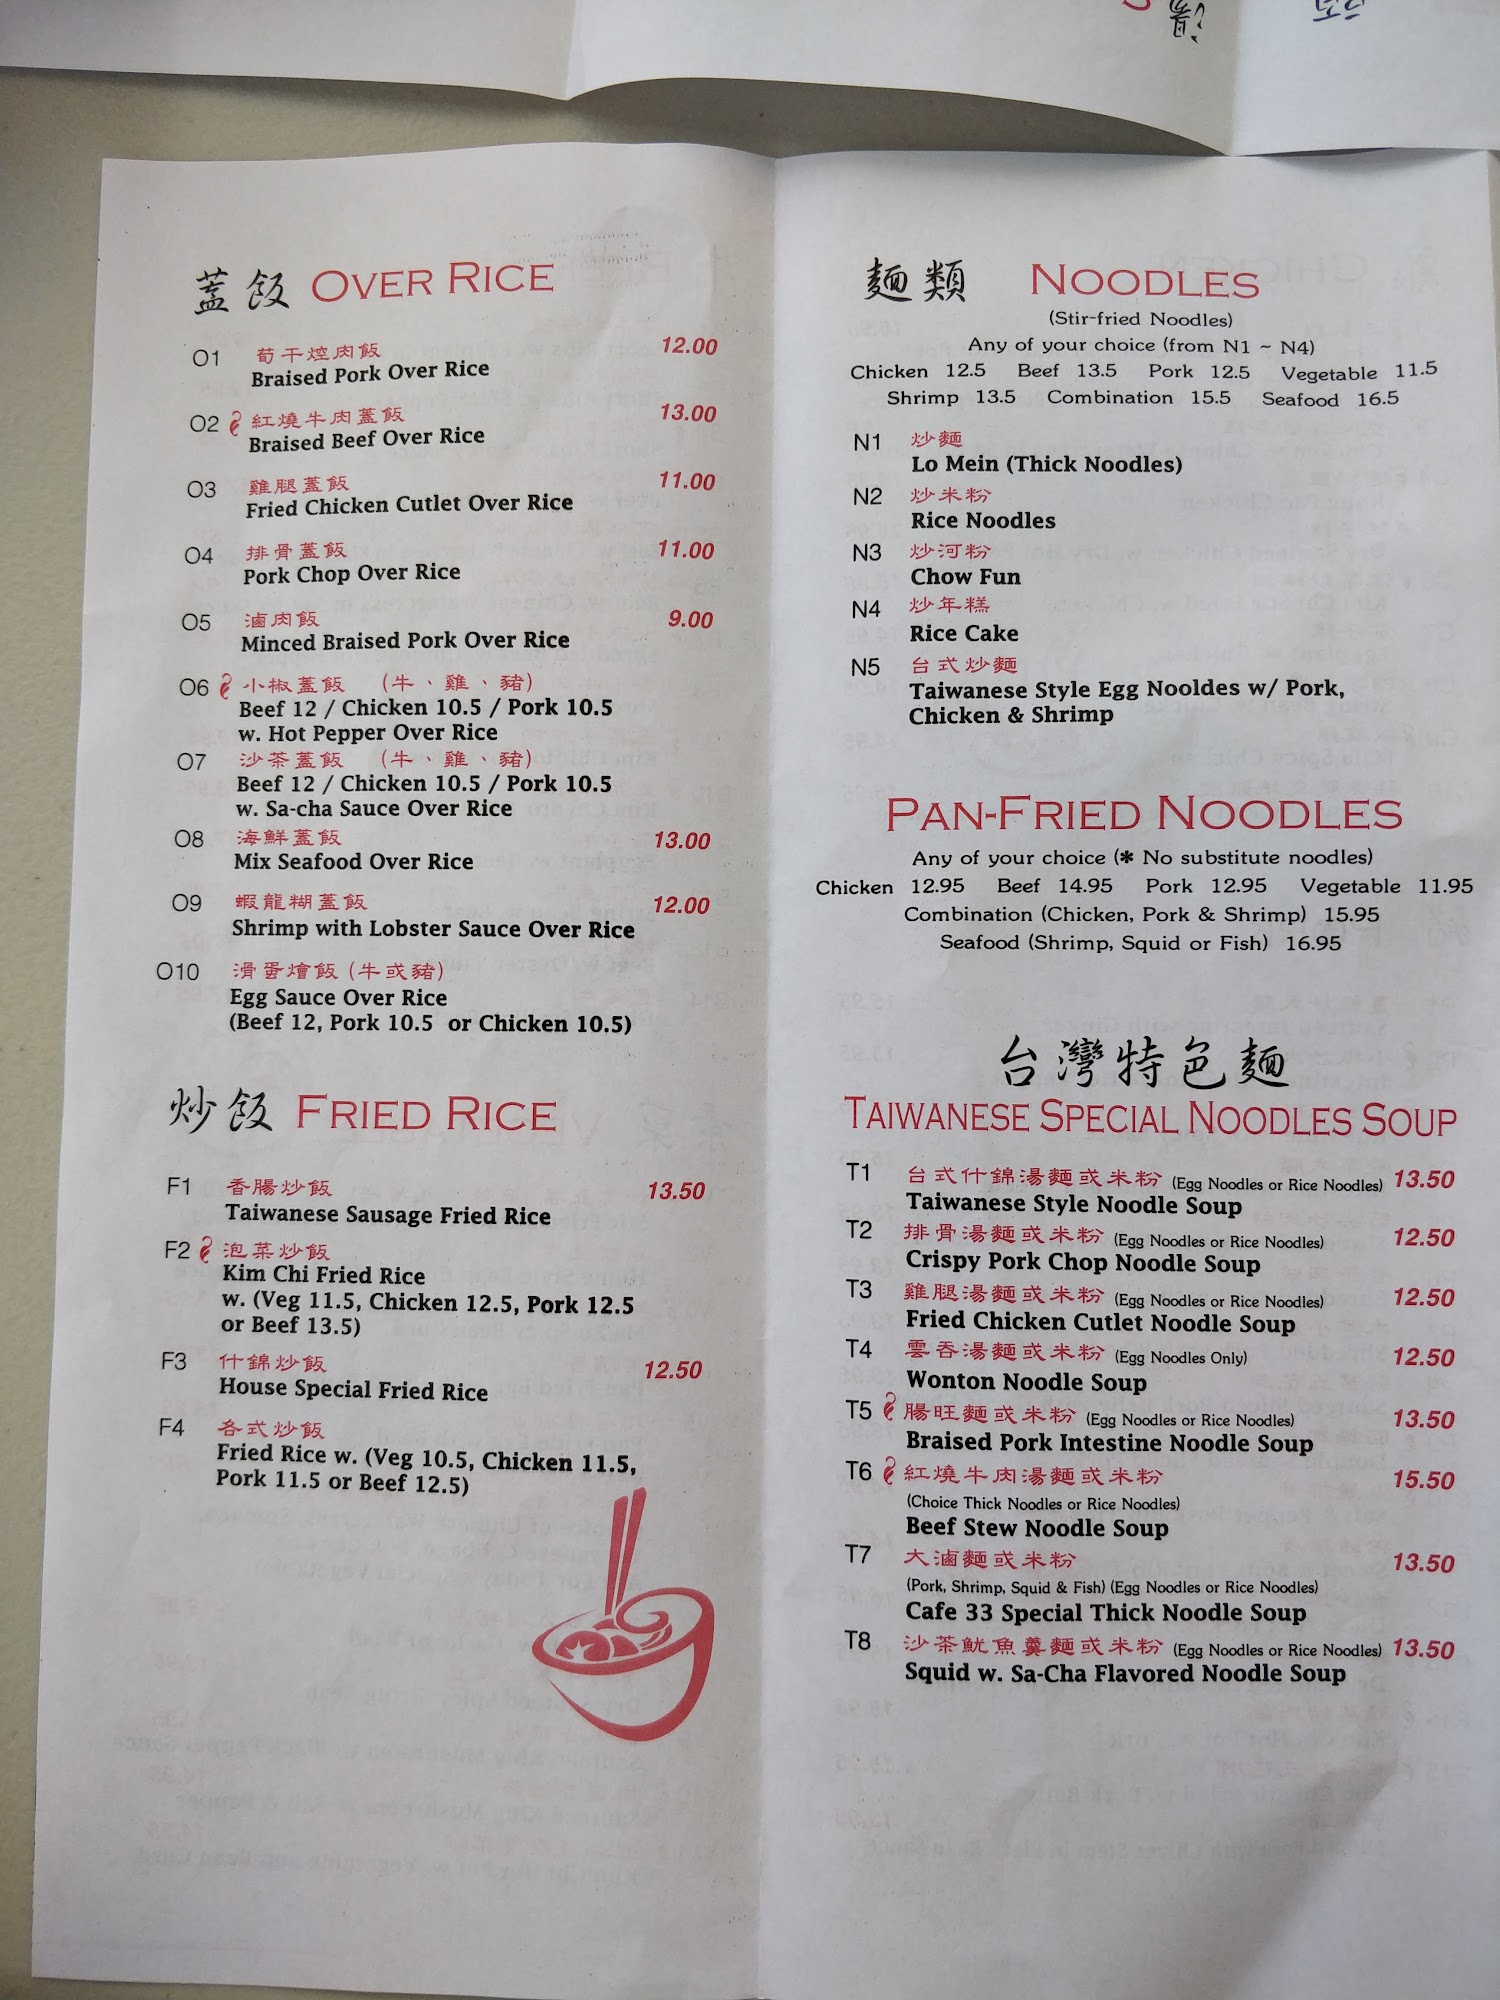 蓋飯 OVER RICE
O1 荀干焢肉飯 12.00
Braised Pork Over Rice
O2 紅燒牛肉蓋飯 13.00
Braised Beef Over Rice
O3 雞腿蓋飯 11.00
Fried Chicken Cutlet Over Rice
O4 排骨蓋飯 11.00
Pork Chop Over Rice
O5 滷肉飯 9.00
Minced Braised Pork Over Rice
O6 小椒蓋飯 (牛、雞、豬)
Beef 12 / Chicken 10.5 / Pork 10.5
w. Hot Pepper Over Rice
O7 沙茶蓋飯 (牛、雞、豬)
Beef 12 / Chicken 10.5 / Pork 10.5
w. Sa-cha Sauce Over Rice
O8 海鮮蓋飯 13.00
Mix Seafood Over Rice
O9 蝦龍糊蓋飯 12.00
Shrimp with Lobster Sauce Over Rice
O10 滑蛋燴飯 (牛或豬)
Egg Sauce Over Rice
(Beef 12, Pork 10.5 or Chicken 10.5)
炒飯 FRIED RICE
F1 香腸炒飯 13.50
Taiwanese Sausage Fried Rice
F2 泡菜炒飯
Kim Chi Fried Rice
w. (Veg 11.5, Chicken 12.5, Pork 12.5
or Beef 13.5)
F3 什錦炒飯 12.50
House Special Fried Rice
F4 各式炒飯
Fried Rice w. (Veg 10.5, Chicken 11.5,
Pork 11.5 or Beef 12.5)
麵類 NOODLES
(Stir-fried Noodles)
Any of your choice (from N1 ~ N4)
Chicken 12.5 Beef 13.5 Pork 12.5 Vegetable 11.5
Shrimp 13.5 Combination 15.5 Seafood 16.5
N1 炒麵
Lo Mein (Thick Noodles)
N2 炒米粉
Rice Noodles
N3 炒河粉
Chow Fun
N4 炒年糕
Rice Cake
N5 台式炒麵
Taiwanese Style Egg Nooldes w/ Pork,
Chicken & Shrimp
PAN-FRIED NOODLES
Any of your choice (✱ No substitute noodles)
Chicken 12.95 Beef 14.95 Pork 12.95 Vegetable 11.95
Combination (Chicken, Pork & Shrimp) 15.95
Seafood (Shrimp, Squid or Fish) 16.95
台灣特色麵
TAIWANESE SPECIAL NOODLES SOUP
T1 台式什錦湯麵或米粉 (Egg Noodles or Rice Noodles) 13.50
Taiwanese Style Noodle Soup
T2 排骨湯麵或米粉 (Egg Noodles or Rice Noodles) 12.50
Crispy Pork Chop Noodle Soup
T3 雞腿湯麵或米粉 (Egg Noodles or Rice Noodles) 12.50
Fried Chicken Cutlet Noodle Soup
T4 雲吞湯麵或米粉 (Egg Noodles Only) 12.50
Wonton Noodle Soup
T5 腸旺麵或米粉 (Egg Noodles or Rice Noodles) 13.50
Braised Pork Intestine Noodle Soup
T6 紅燒牛肉湯麵或米粉 15.50
(Choice Thick Noodles or Rice Noodles)
Beef Stew Noodle Soup
T7 大滷麵或米粉 13.50
(Pork, Shrimp, Squid & Fish) (Egg Noodles or Rice Noodles)
Cafe 33 Special Thick Noodle Soup
T8 沙茶魷魚羹麵或米粉 (Egg Noodles or Rice Noodles) 13.50
Squid w. Sa-Cha Flavored Noodle Soup